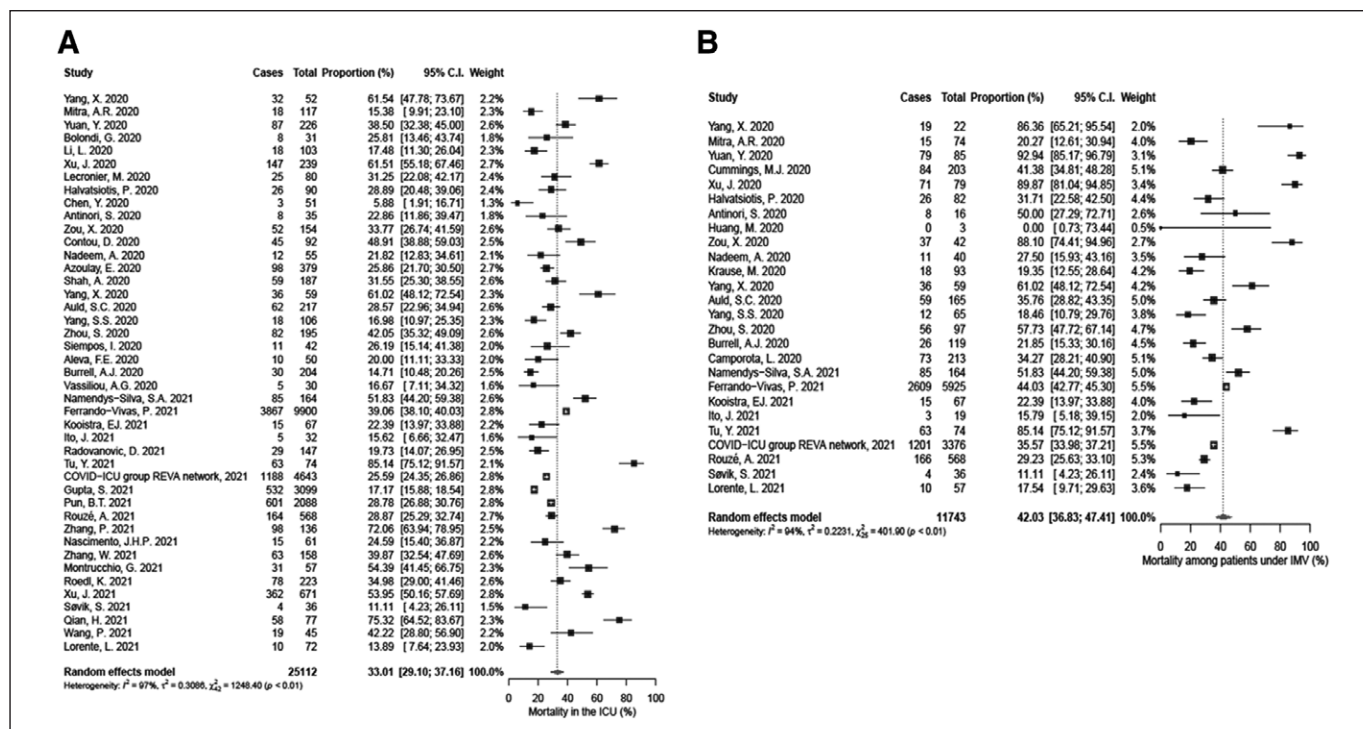 A
Study Cases Total Proportion (%) 95% C.I. Weight
Yang, X. 2020 32 52 61.54 [47.78; 73.67] 2.2%
Mitra, A.R. 2020 18 117 15.38 [ 9.91; 23.10] 2.3%
Yuan, Y. 2020 87 226 38.50 [32.38; 45.00] 2.6%
Bolondi, G. 2020 8 31 25.81 [13.46; 43.74] 1.8%
Li, L. 2020 18 103 17.48 [11.30; 26.04] 2.3%
Xu, J. 2020 147 239 61.51 [55.18; 67.46] 2.6%
Lecronier, M. 2020 25 80 31.25 [22.08; 42.17] 2.4%
Halvatsiotis, P. 2020 26 90 28.89 [20.48; 39.06] 2.4%
Chen, Y. 2020 3 51 5.88 [ 1.91; 16.71] 1.3%
Antinori, S. 2020 8 35 22.86 [11.86; 39.47] 1.9%
Zou, X. 2020 52 154 33.77 [26.74; 41.59] 2.6%
Contou, D. 2020 45 92 48.91 [38.88; 59.03] 2.5%
Nadeem, A. 2020 12 55 21.82 [12.83; 34.61] 2.1%
Azoulay, E. 2020 98 379 25.86 [21.70; 30.50] 2.7%
Shah, A. 2020 59 187 31.55 [25.30; 38.55] 2.6%
Yang, X. 2020 36 59 61.02 [48.12; 72.54] 2.3%
Auld, S.C. 2020 62 217 28.57 [22.96; 34.94] 2.6%
Yang, S.S. 2020 18 106 16.98 [10.97; 25.35] 2.3%
Zhou, S. 2020 82 195 42.05 [35.32; 49.09] 2.6%
Siempos, I. 2020 11 42 26.19 [15.14; 41.38] 2.0%
Aleva, F.E. 2020 10 50 20.00 [11.11; 33.33] 2.0%
Burrell, A.J. 2020 30 204 14.71 [10.48; 20.26] 2.5%
Vassiliou, A.G. 2020 5 30 16.67 [ 7.11; 34.32] 1.6%
Namendys-Silva, S.A. 2021 85 164 51.83 [44.20; 59.38] 2.6%
Ferrando-Vivas, P. 2021 3867 9900 39.06 [38.10; 40.03] 2.8%
Kooistra, EJ. 2021 15 67 22.39 [13.97; 33.88] 2.2%
Ito, J. 2021 5 32 15.62 [ 6.66; 32.47] 1.6%
Radovanovic, D. 2021 29 147 19.73 [14.07; 26.95] 2.5%
Tu, Y. 2021 63 74 85.14 [75.12; 91.57] 2.1%
COVID-ICU group REVA network, 2021 1188 4643 25.59 [24.35; 26.86] 2.8%
Gupta, S. 2021 532 3099 17.17 [15.88; 18.54] 2.8%
Pun, B.T. 2021 601 2088 28.78 [26.88; 30.76] 2.8%
Rouzé, A. 2021 164 568 28.87 [25.29; 32.74] 2.7%
Zhang, P. 2021 98 136 72.06 [63.94; 78.95] 2.5%
Nascimento, J.H.P. 2021 15 61 24.59 [15.40; 36.87] 2.2%
Zhang, W. 2021 63 158 39.87 [32.54; 47.69] 2.6%
Montrucchio, G. 2021 31 57 54.39 [41.45; 66.75] 2.3%
Roedl, K. 2021 78 223 34.98 [29.00; 41.46] 2.6%
Xu, J. 2021 362 671 53.95 [50.16; 57.69] 2.8%
Søvik, S. 2021 4 36 11.11 [ 4.23; 26.11] 1.5%
Qian, H. 2021 58 77 75.32 [64.52; 83.67] 2.3%
Wang, P. 2021 19 45 42.22 [28.80; 56.90] 2.2%
Lorente, L. 2021 10 72 13.89 [ 7.64; 23.93] 2.0%
Random effects model 25112 33.01 [29.10; 37.16] 100.0%
Heterogeneity: I² = 97%, τ² = 0.3086, χ²₄₂ = 1248.40 (p < 0.01)
0 20 40 60 80 100
Mortality in the ICU (%)
B
Study Cases Total Proportion (%) 95% C.I. Weight
Yang, X. 2020 19 22 86.36 [65.21; 95.54] 2.0%
Mitra, A.R. 2020 15 74 20.27 [12.61; 30.94] 4.0%
Yuan, Y. 2020 79 85 92.94 [85.17; 96.79] 3.1%
Cummings, M.J. 2020 84 203 41.38 [34.81; 48.28] 5.1%
Xu, J. 2020 71 79 89.87 [81.04; 94.85] 3.4%
Halvatsiotis, P. 2020 26 82 31.71 [22.58; 42.50] 4.4%
Antinori, S. 2020 8 16 50.00 [27.29; 72.71] 2.6%
Huang, M. 2020 0 3 0.00 [ 0.73; 73.44] 0.5%
Zou, X. 2020 37 42 88.10 [74.41; 94.96] 2.7%
Nadeem, A. 2020 11 40 27.50 [15.93; 43.16] 3.6%
Krause, M. 2020 18 93 19.35 [12.55; 28.64] 4.2%
Yang, X. 2020 36 59 61.02 [48.12; 72.54] 4.2%
Auld, S.C. 2020 59 165 35.76 [28.82; 43.35] 5.0%
Yang, S.S. 2020 12 65 18.46 [10.79; 29.76] 3.8%
Zhou, S. 2020 56 97 57.73 [47.72; 67.14] 4.7%
Burrell, A.J. 2020 26 119 21.85 [15.33; 30.16] 4.5%
Camporota, L. 2020 73 213 34.27 [28.21; 40.90] 5.1%
Namendys-Silva, S.A. 2021 85 164 51.83 [44.20; 59.38] 5.0%
Ferrando-Vivas, P. 2021 2609 5925 44.03 [42.77; 45.30] 5.6%
Kooistra, EJ. 2021 15 67 22.39 [13.97; 33.88] 4.0%
Ito, J. 2021 3 19 15.79 [ 5.18; 39.15] 2.1%
Tu, Y. 2021 63 74 85.14 [75.12; 91.57] 3.7%
COVID-ICU group REVA network, 2021 1201 3376 35.57 [33.98; 37.21] 5.5%
Rouzé, A. 2021 166 568 29.23 [25.63; 33.10] 5.3%
Søvik, S. 2021 4 36 11.11 [ 4.23; 26.11] 2.4%
Lorente, L. 2021 10 57 17.54 [ 9.71; 29.63] 3.6%
Random effects model 11743 42.03 [36.83; 47.41] 100.0%
Heterogeneity: I² = 94%, τ² = 0.2231, χ²₂₅ = 401.90 (p < 0.01)
0 20 40 60 80 100
Mortality among patients under IMV (%)